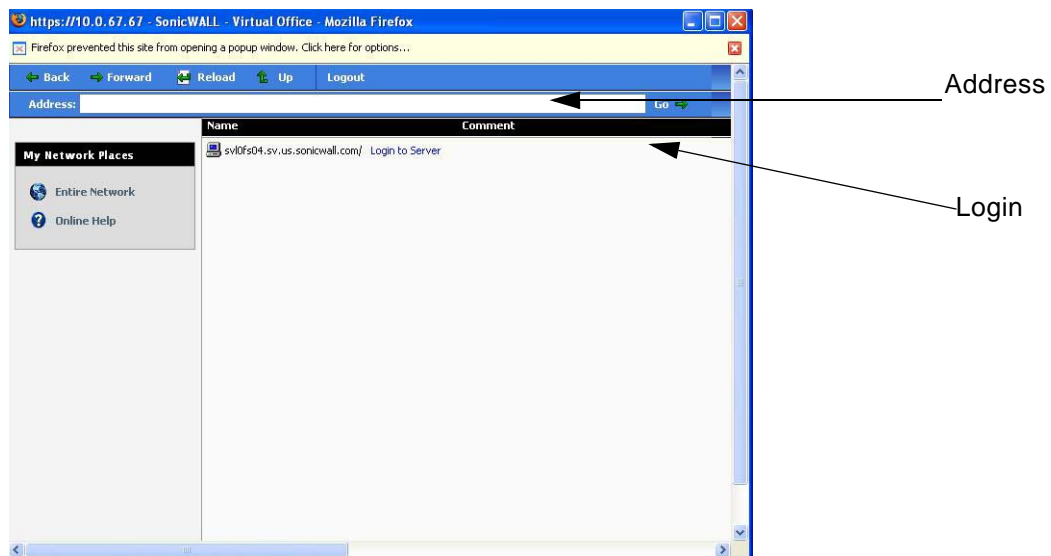 https://10.0.67.67 - SonicWALL - Virtual Office - Mozilla Firefox
Firefox prevented this site from opening a popup window. Click here for options...
Back Forward Reload Up Logout
Address: Go
Address
Name Comment
My Network Places
svl0fs04.sv.us.sonicwall.com/ Login to Server
Entire Network
Login
Online Help